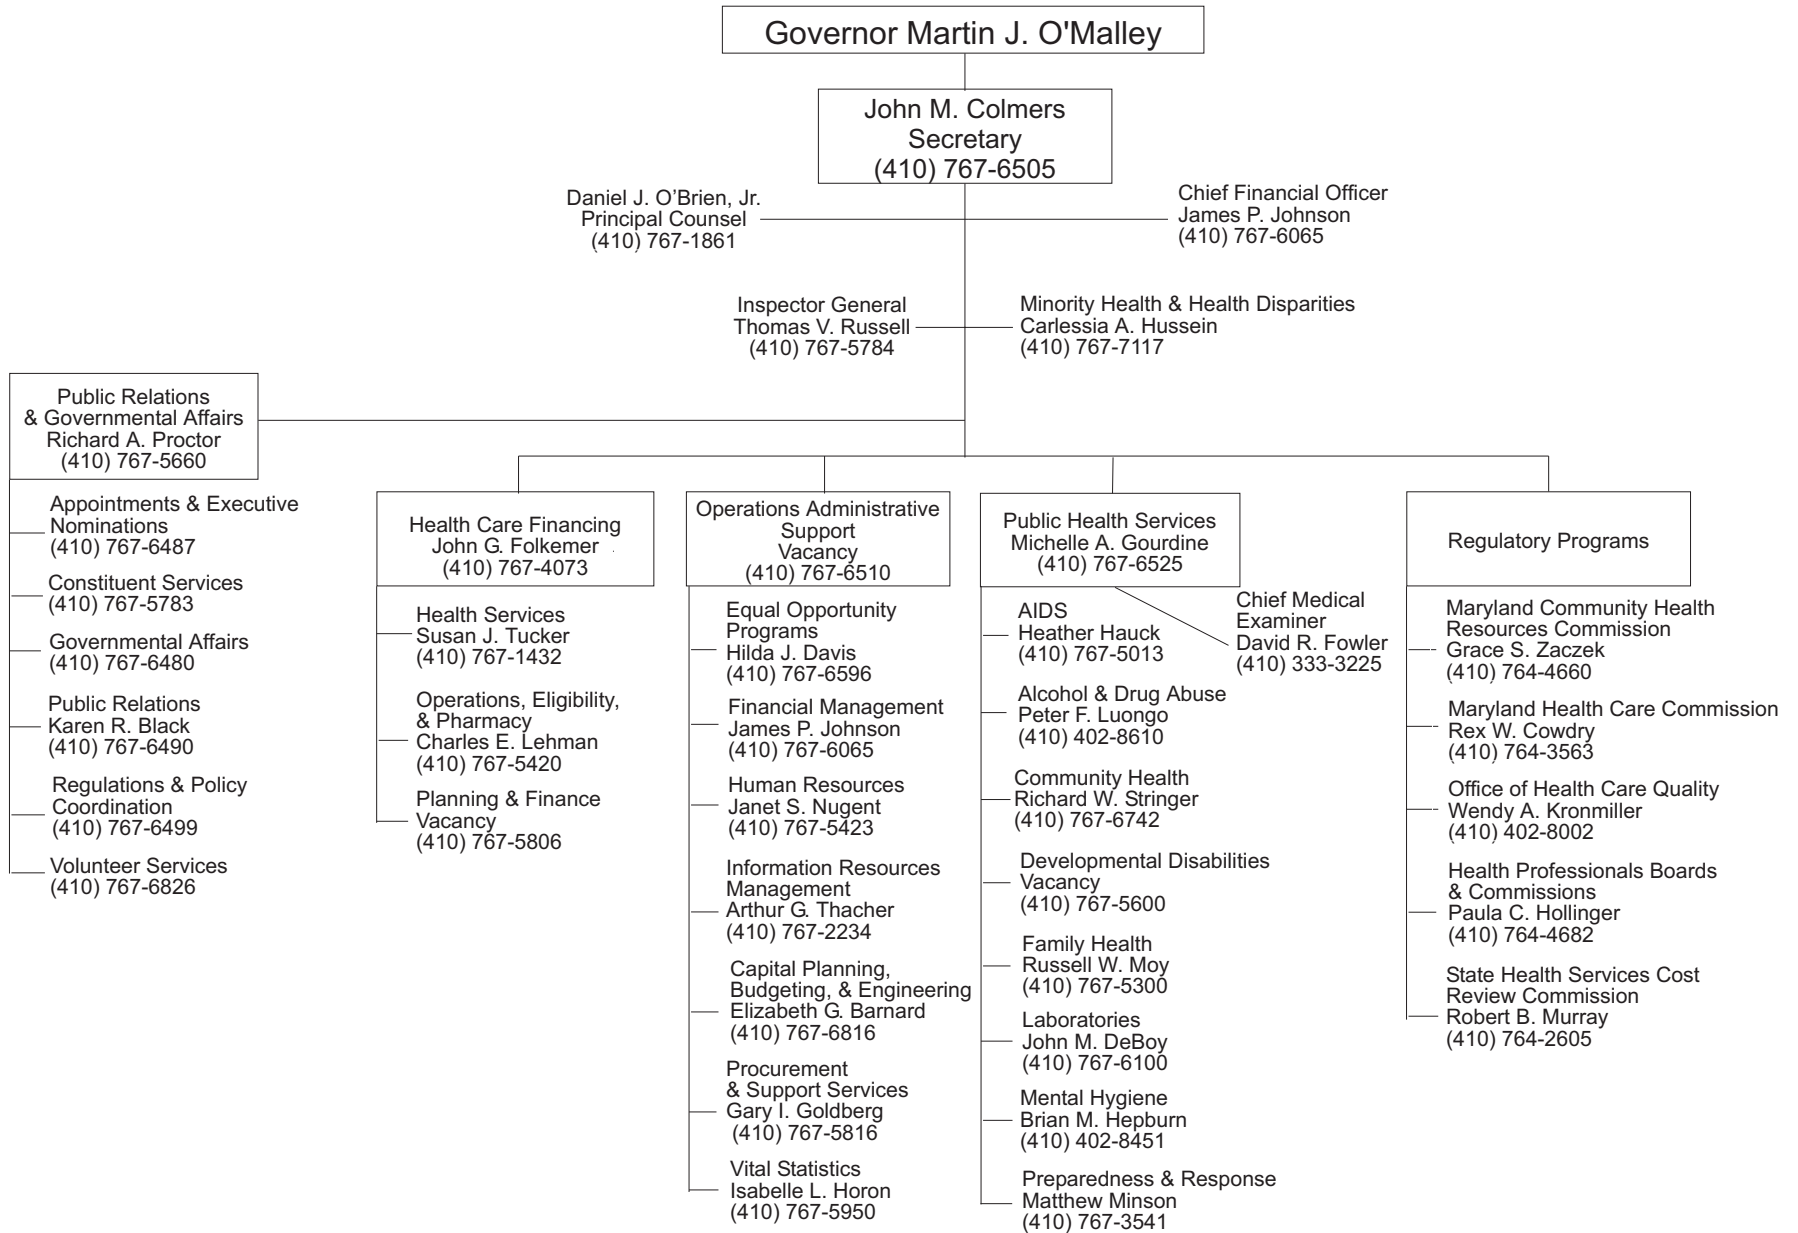 Governor Martin J. O'Malley
John M. Colmers
Secretary
(410) 767-6505
Daniel J. O’Brien, Jr.
Principal Counsel
(410) 767-1861
Chief Financial Officer
James P. Johnson
(410) 767-6065
Inspector General
Thomas V. Russell
(410) 767-5784
Minority Health & Health Disparities
Carlessia A. Hussein
(410) 767-7117
Public Relations
& Governmental Affairs
Richard A. Proctor
(410) 767-5660
Appointments & Executive
Nominations
(410) 767-6487
Constituent Services
(410) 767-5783
Governmental Affairs
(410) 767-6480
Public Relations
Karen R. Black
(410) 767-6490
Regulations & Policy
Coordination
(410) 767-6499
Volunteer Services
(410) 767-6826
Health Care Financing
John G. Folkemer
(410) 767-4073
Health Services
Susan J. Tucker
(410) 767-1432
Operations, Eligibility,
& Pharmacy
Charles E. Lehman
(410) 767-5420
Planning & Finance
Vacancy
(410) 767-5806
Operations Administrative
Support
Vacancy
(410) 767-6510
Equal Opportunity
Programs
Hilda J. Davis
(410) 767-6596
Financial Management
James P. Johnson
(410) 767-6065
Human Resources
Janet S. Nugent
(410) 767-5423
Information Resources
Management
Arthur G. Thacher
(410) 767-2234
Capital Planning,
Budgeting, & Engineering
Elizabeth G. Barnard
(410) 767-6816
Procurement
& Support Services
Gary I. Goldberg
(410) 767-5816
Vital Statistics
Isabelle L. Horon
(410) 767-5950
Public Health Services
Michelle A. Gourdine
(410) 767-6525
Chief Medical
Examiner
David R. Fowler
(410) 333-3225
AIDS
Heather Hauck
(410) 767-5013
Alcohol & Drug Abuse
Peter F. Luongo
(410) 402-8610
Community Health
Richard W. Stringer
(410) 767-6742
Developmental Disabilities
Vacancy
(410) 767-5600
Family Health
Russell W. Moy
(410) 767-5300
Laboratories
John M. DeBoy
(410) 767-6100
Mental Hygiene
Brian M. Hepburn
(410) 402-8451
Preparedness & Response
Matthew Minson
(410) 767-3541
Regulatory Programs
Maryland Community Health
Resources Commission
Grace S. Zaczek
(410) 764-4660
Maryland Health Care Commission
Rex W. Cowdry
(410) 764-3563
Office of Health Care Quality
Wendy A. Kronmiller
(410) 402-8002
Health Professionals Boards
& Commissions
Paula C. Hollinger
(410) 764-4682
State Health Services Cost
Review Commission
Robert B. Murray
(410) 764-2605